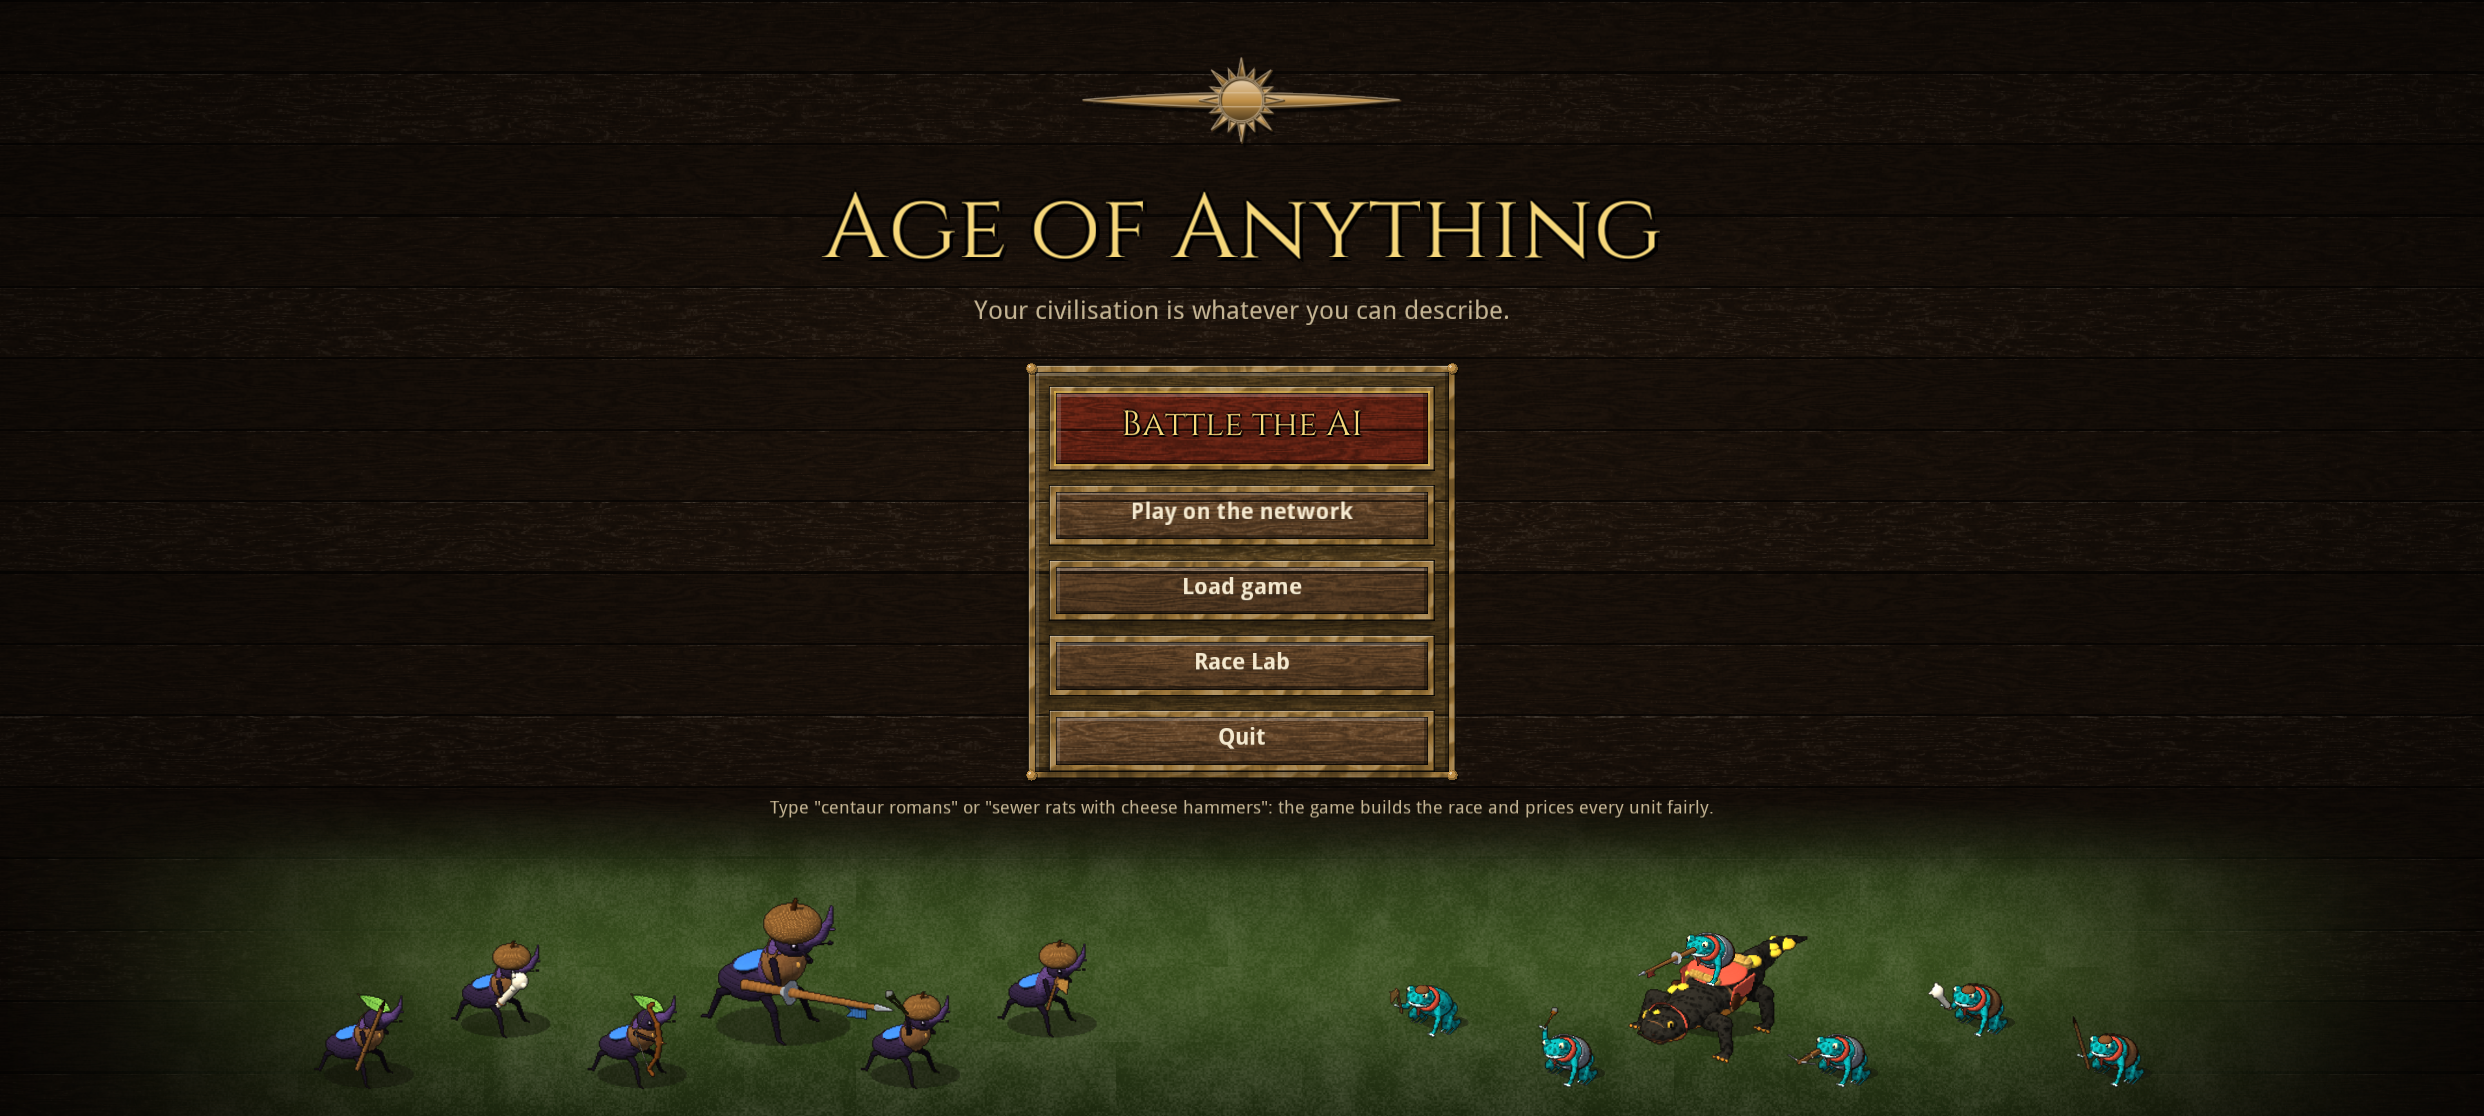 Age of Anything
Your civilisation is whatever you can describe.
Battle the AI
Play on the network
Load game
Race Lab
Quit
Type "centaur romans" or "sewer rats with cheese hammers": the game builds the race and prices every unit fairly.